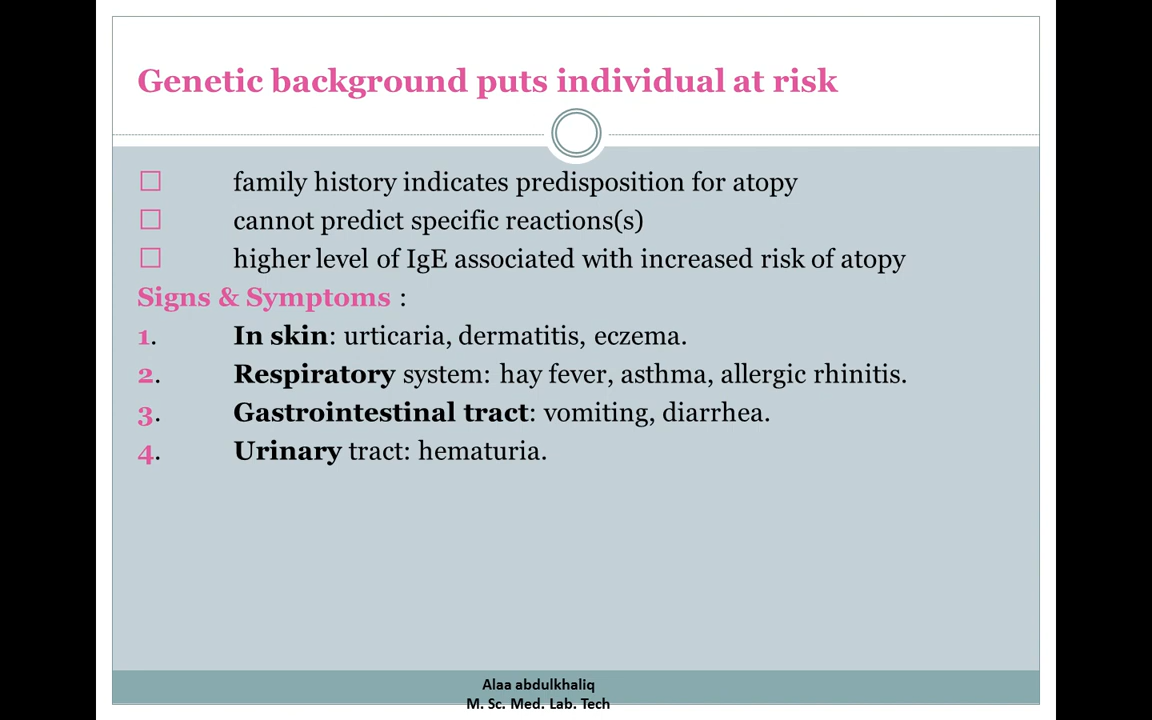 Genetic background puts individual at risk
☐ family history indicates predisposition for atopy
☐ cannot predict specific reactions(s)
☐ higher level of IgE associated with increased risk of atopy
Signs & Symptoms :
1. In skin: urticaria, dermatitis, eczema.
2. Respiratory system: hay fever, asthma, allergic rhinitis.
3. Gastrointestinal tract: vomiting, diarrhea.
4. Urinary tract: hematuria.
Alaa abdulkhaliq
M. Sc. Med. Lab. Tech